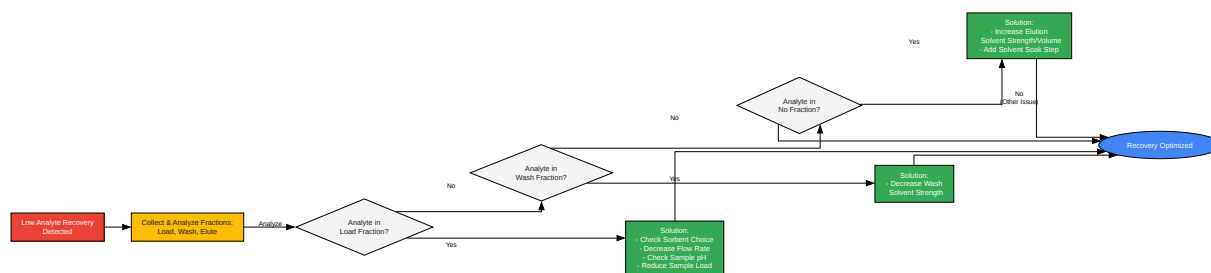 Low Analyte Recovery
Detected
Collect & Analyze Fractions:
Load, Wash, Elute
Analyze
Analyte in
Load Fraction?
No
Yes
Analyte in
Wash Fraction?
No
Yes
Solution:
- Check Sorbent Choice
- Decrease Flow Rate
- Check Sample pH
- Reduce Sample Load
Analyte in
No Fraction?
Yes
No
(Other Issue)
Solution:
- Decrease Wash
Solvent Strength
Solution:
- Increase Elution
Solvent Strength/Volume
- Add Solvent Soak Step
Recovery Optimized